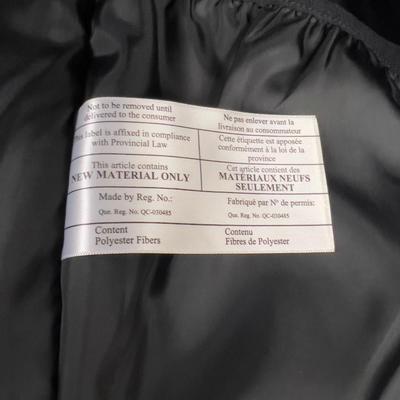 Not to be removed until
delivered to the consumer
Ne pas enlever avant la
livraison au consommateur
This label is affixed in compliance
with Provincial Law
Cette étiquette est apposée
conformément à la loi de la
province
This article contains
NEW MATERIAL ONLY
Cet article contient des
MATÉRIAUX NEUFS
SEULEMENT
Made by Reg. No.:
Que. Reg. No. QC-030485
Fabriqué par Nº de permis:
Que. Reg. No. QC-030485
Content
Polyester Fibers
Contenu
Fibres de Polyester